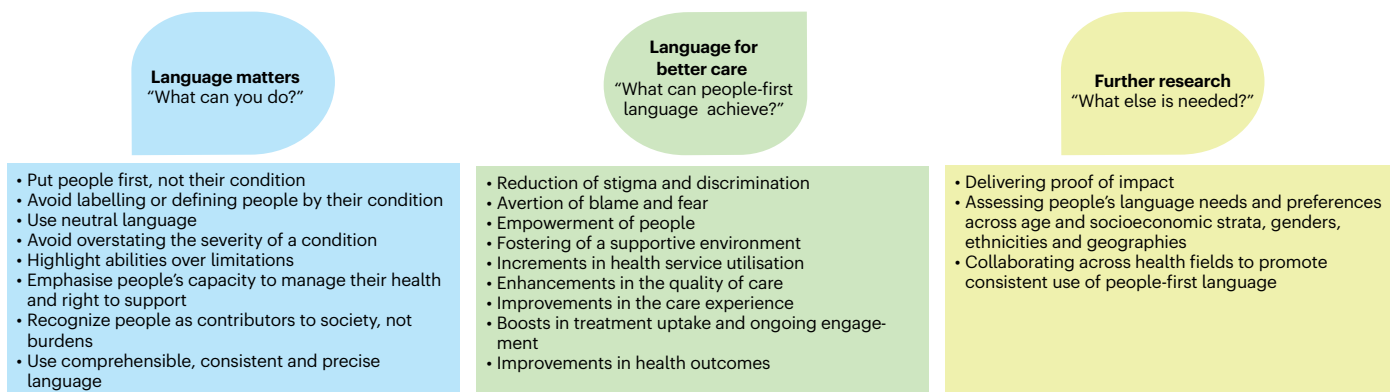 Language matters
“What can you do?”
• Put people first, not their condition
• Avoid labelling or defining people by their condition
• Use neutral language
• Avoid overstating the severity of a condition
• Highlight abilities over limitations
• Emphasise people’s capacity to manage their health
and right to support
• Recognize people as contributors to society, not
burdens
• Use comprehensible, consistent and precise
language
Language for
better care
“What can people-first
language achieve?”
• Reduction of stigma and discrimination
• Avertion of blame and fear
• Empowerment of people
• Fostering of a supportive environment
• Increments in health service utilisation
• Enhancements in the quality of care
• Improvements in the care experience
• Boosts in treatment uptake and ongoing engage-
ment
• Improvements in health outcomes
Further research
“What else is needed?”
• Delivering proof of impact
• Assessing people’s language needs and preferences
across age and socioeconomic strata, genders,
ethnicities and geographies
• Collaborating across health fields to promote
consistent use of people-first language